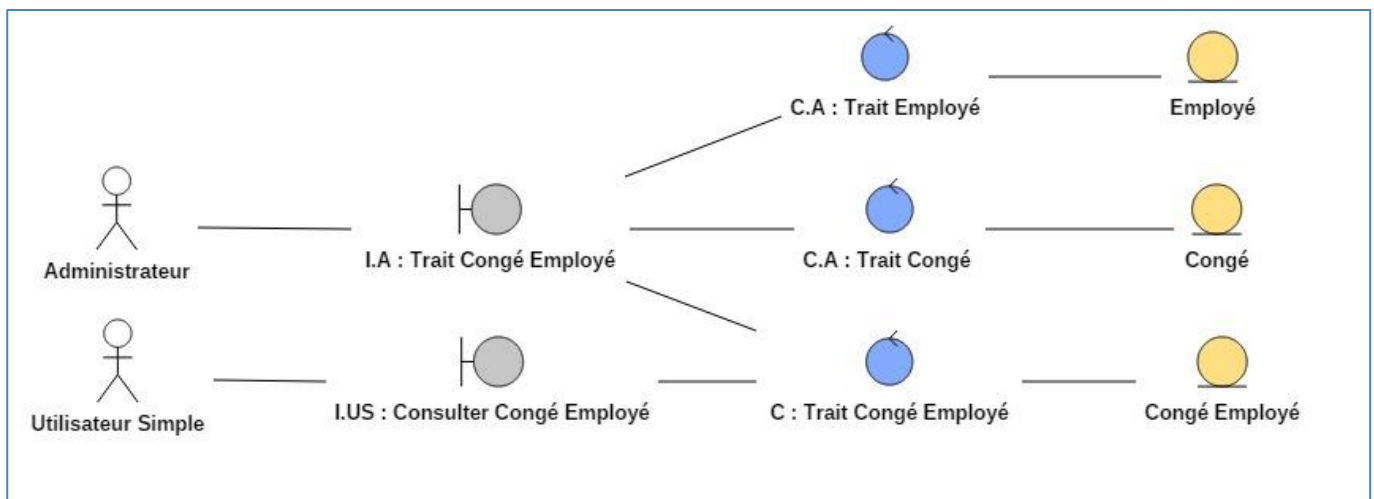 C.A : Trait Employé
Employé
Administrateur
I.A : Trait Congé Employé
C.A : Trait Congé
Congé
Utilisateur Simple
I.US : Consulter Congé Employé
C : Trait Congé Employé
Congé Employé